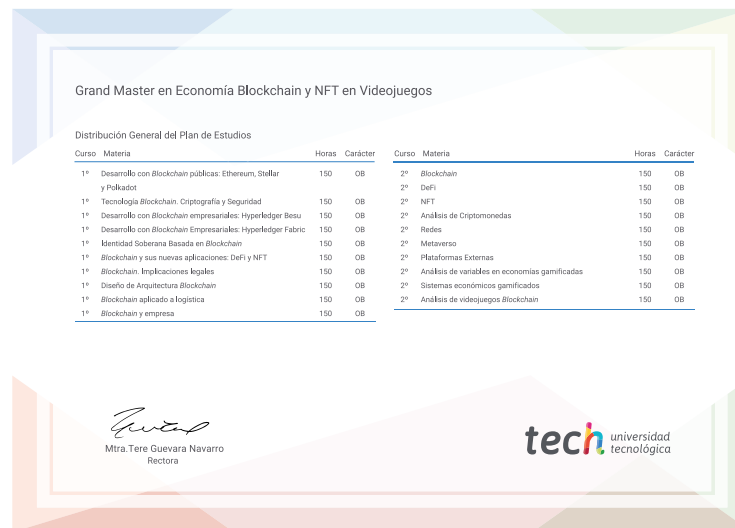 Grand Master en Economía Blockchain y NFT en Videojuegos
Distribución General del Plan de Estudios
Curso Materia Horas Carácter
1º Desarrollo con Blockchain públicas: Ethereum, Stellar 150 OB
y Polkadot
1º Tecnología Blockchain. Criptografía y Seguridad 150 OB
1º Desarrollo con Blockchain empresariales: Hyperledger Besu 150 OB
1º Desarrollo con Blockchain Empresariales: Hyperledger Fabric 150 OB
1º Identidad Soberana Basada en Blockchain 150 OB
1º Blockchain y sus nuevas aplicaciones: DeFi y NFT 150 OB
1º Blockchain. Implicaciones legales 150 OB
1º Diseño de Arquitectura Blockchain 150 OB
1º Blockchain aplicado a logística 150 OB
1º Blockchain y empresa 150 OB
Curso Materia Horas Carácter
2º Blockchain 150 OB
2º DeFi 150 OB
2º NFT 150 OB
2º Análisis de Criptomonedas 150 OB
2º Redes 150 OB
2º Metaverso 150 OB
2º Plataformas Externas 150 OB
2º Análisis de variables en economías gamificadas 150 OB
2º Sistemas económicos gamificados 150 OB
2º Análisis de videojuegos Blockchain 150 OB
Mtra.Tere Guevara Navarro
Rectora
tech universidad
tecnológica